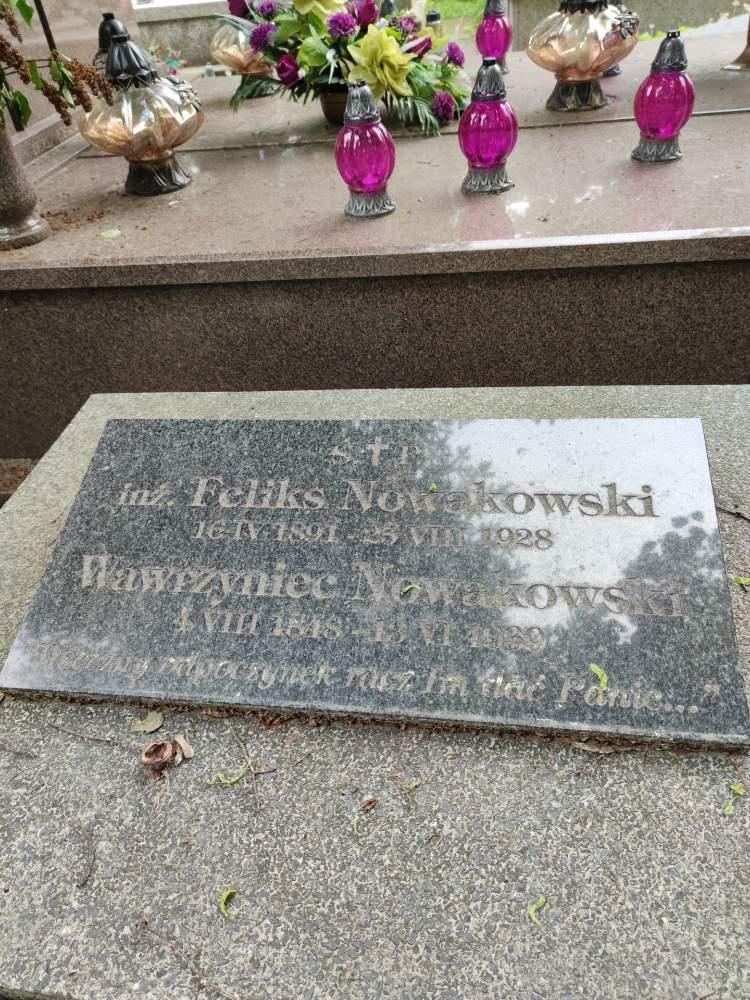 Ś † P
inż. Feliks Nowakowski
16 IV 1891 - 25 VIII 1928
Wawrzyniec Nowakowski
4 VIII 1848 - 13 VI 1939
Wieczny odpoczynek racz Im dać Panie..."